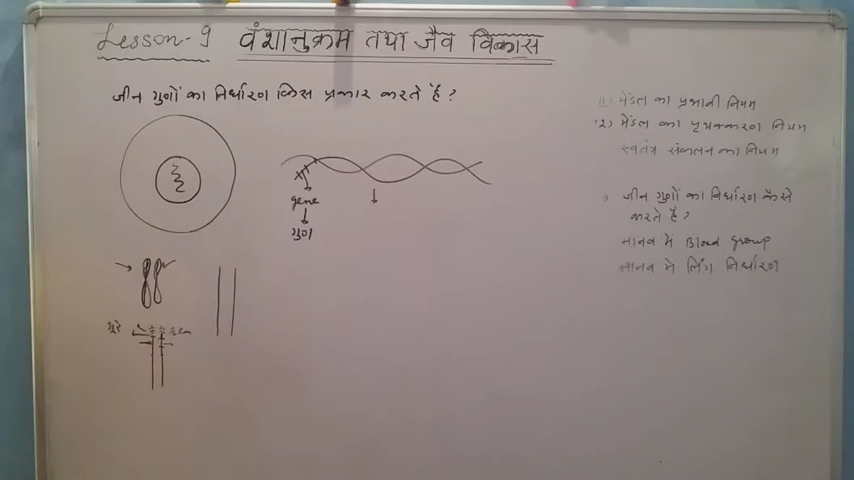 Lesson-9 वंशानुक्रम तथा जैव विकास
जीन गुणों का निर्धारण किस प्रकार करते है ?
gene
गुण
(1) मेंडल का प्रभावी नियम
(2) मेंडल का पृथक्करण नियम
स्वतंत्र संकलन का नियम
जीन गुणों का निर्धारण कैसे
करते है ?
मानव में Blood group
मानव में लिंग निर्धारण